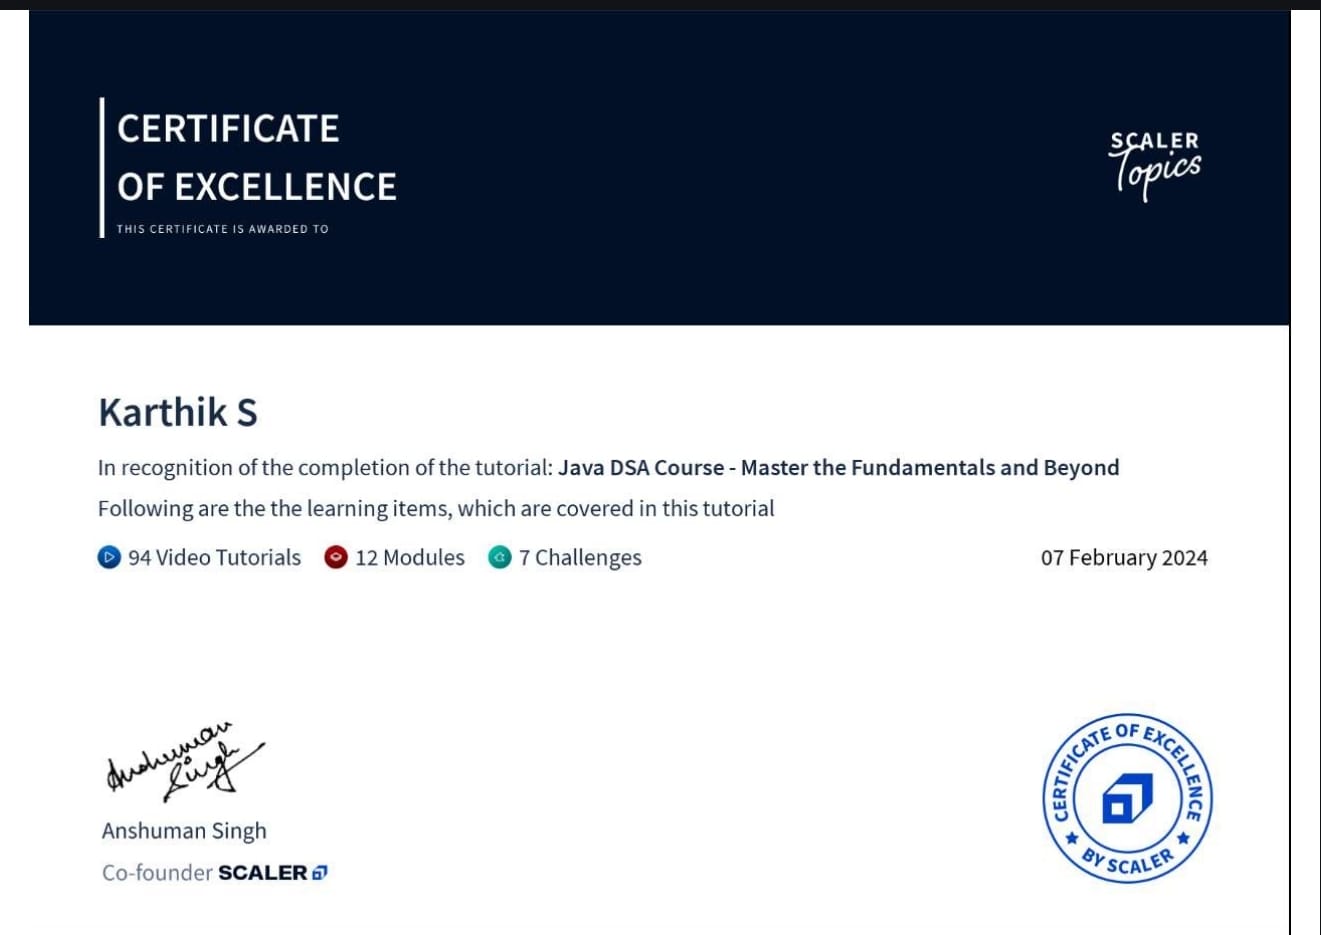 CERTIFICATE
OF EXCELLENCE
THIS CERTIFICATE IS AWARDED TO
SCALER
Topics
Karthik S
In recognition of the completion of the tutorial: Java DSA Course - Master the Fundamentals and Beyond
Following are the the learning items, which are covered in this tutorial
94 Video Tutorials 12 Modules 7 Challenges 07 February 2024
Anshuman
Singh
Anshuman Singh
Co-founder SCALER
CERTIFICATE OF EXCELLENCE
BY SCALER